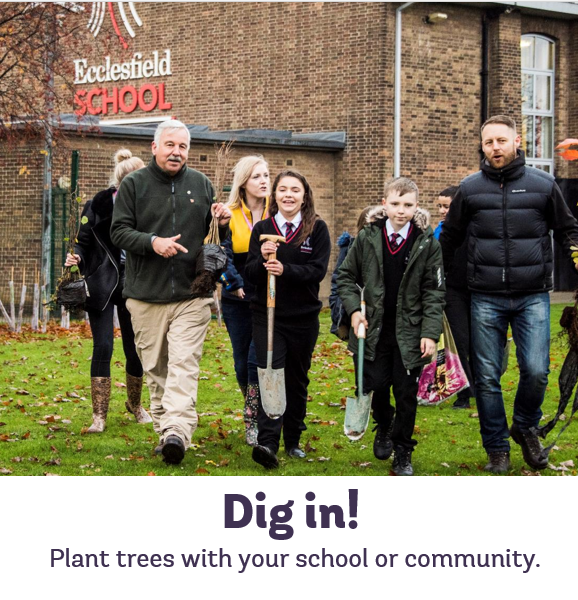 Ecclesfield
SCHOOL
Dig in!
Plant trees with your school or community.